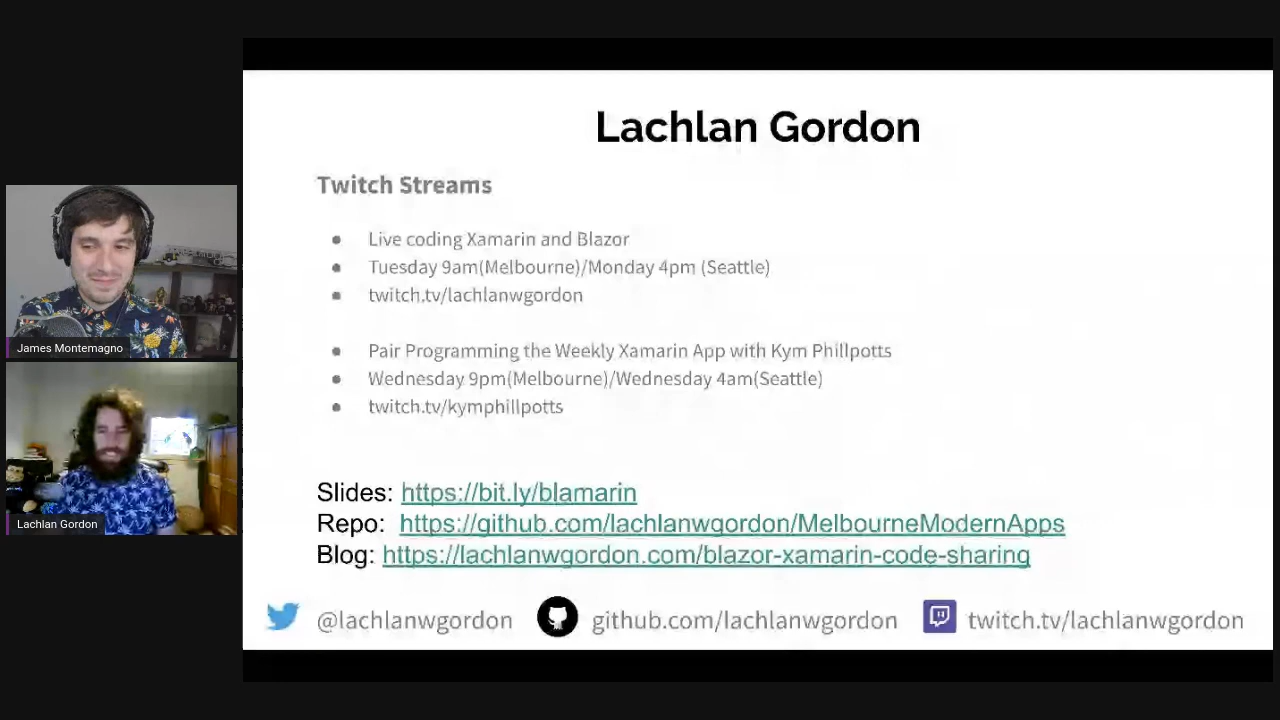 Lachlan Gordon
Twitch Streams
● Live coding Xamarin and Blazor
● Tuesday 9am(Melbourne)/Monday 4pm (Seattle)
● twitch.tv/lachlanwgordon
● Pair Programming the Weekly Xamarin App with Kym Phillpotts
● Wednesday 9pm(Melbourne)/Wednesday 4am(Seattle)
● twitch.tv/kymphillpotts
Slides: https://bit.ly/blamarin
Repo: https://github.com/lachlanwgordon/MelbourneModernApps
Blog: https://lachlanwgordon.com/blazor-xamarin-code-sharing
@lachlanwgordon github.com/lachlanwgordon twitch.tv/lachlanwgordon
James Montemagno
Lachlan Gordon